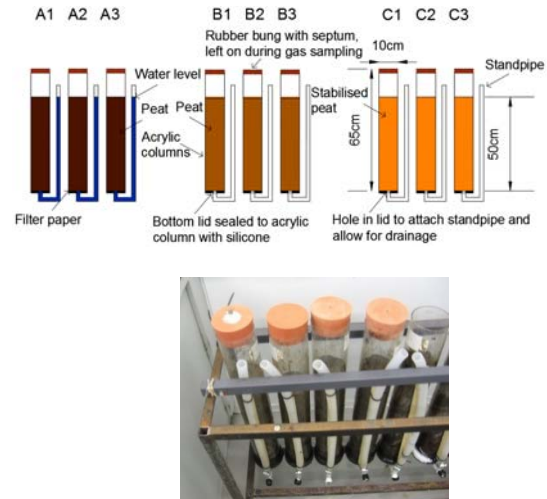 A1 A2 A3
B1 B2 B3
C1 C2 C3
Rubber bung with septum,
left on during gas sampling
10cm
Standpipe
Water level
Peat
Peat
Acrylic
columns
Stabilised
peat
65cm
50cm
Filter paper
Bottom lid sealed to acrylic
column with silicone
Hole in lid to attach standpipe and
allow for drainage